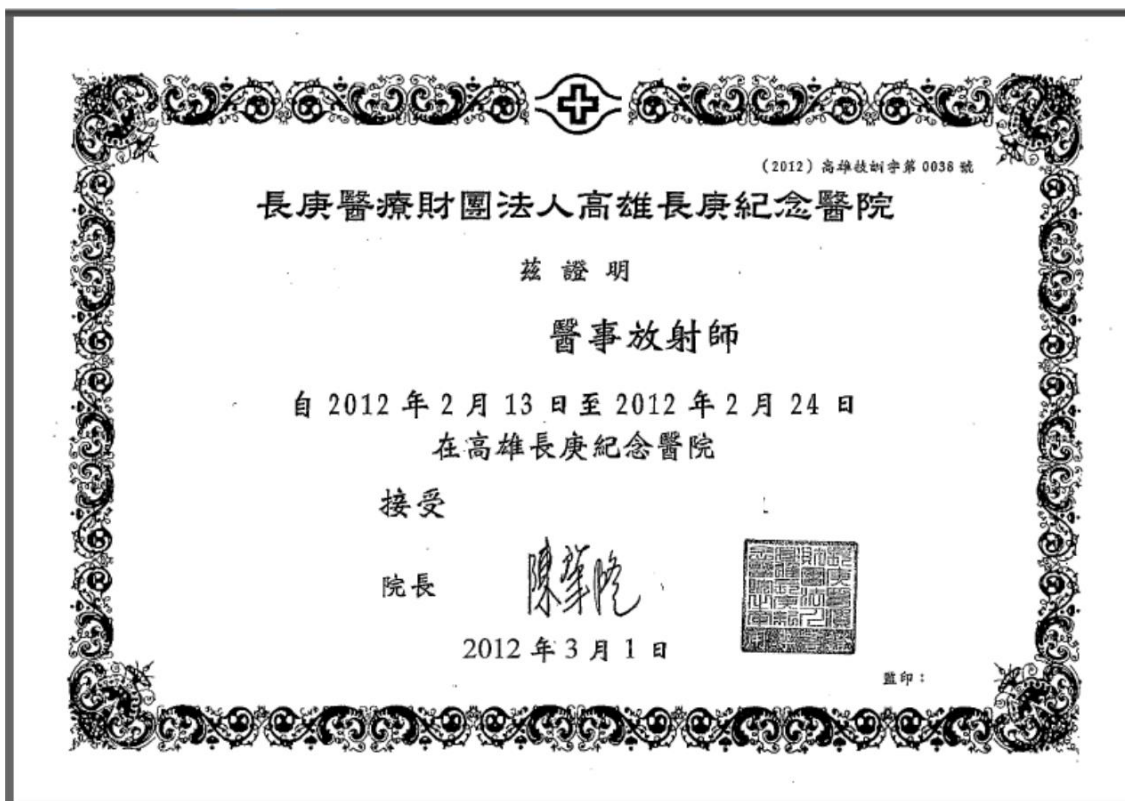 (2012) 高雄技訓字第 0038 號
長庚醫療財團法人高雄長庚紀念醫院
茲證明
醫事放射師
自 2012 年 2 月 13 日至 2012 年 2 月 24 日
在高雄長庚紀念醫院
接受
院長
2012 年 3 月 1 日
監印：